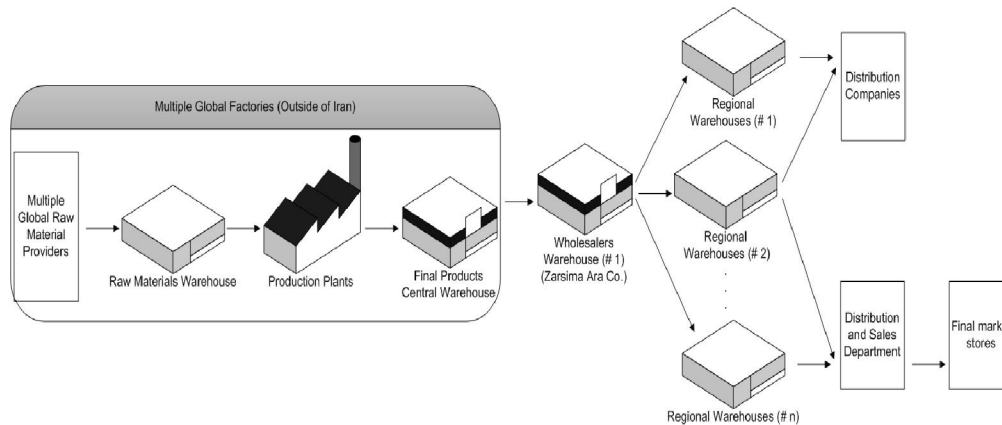 Multiple Global Factories (Outside of Iran)
Multiple
Global Raw
Material
Providers
Raw Materials Warehouse
Production Plants
Final Products
Central Warehouse
Wholesalers
Warehouse (# 1)
(Zarsima Ara Co.)
Regional
Warehouses (# 1)
Regional
Warehouses (# 2)
Regional Warehouses (# n)
Distribution
Companies
Distribution
and Sales
Department
Final mark
stores